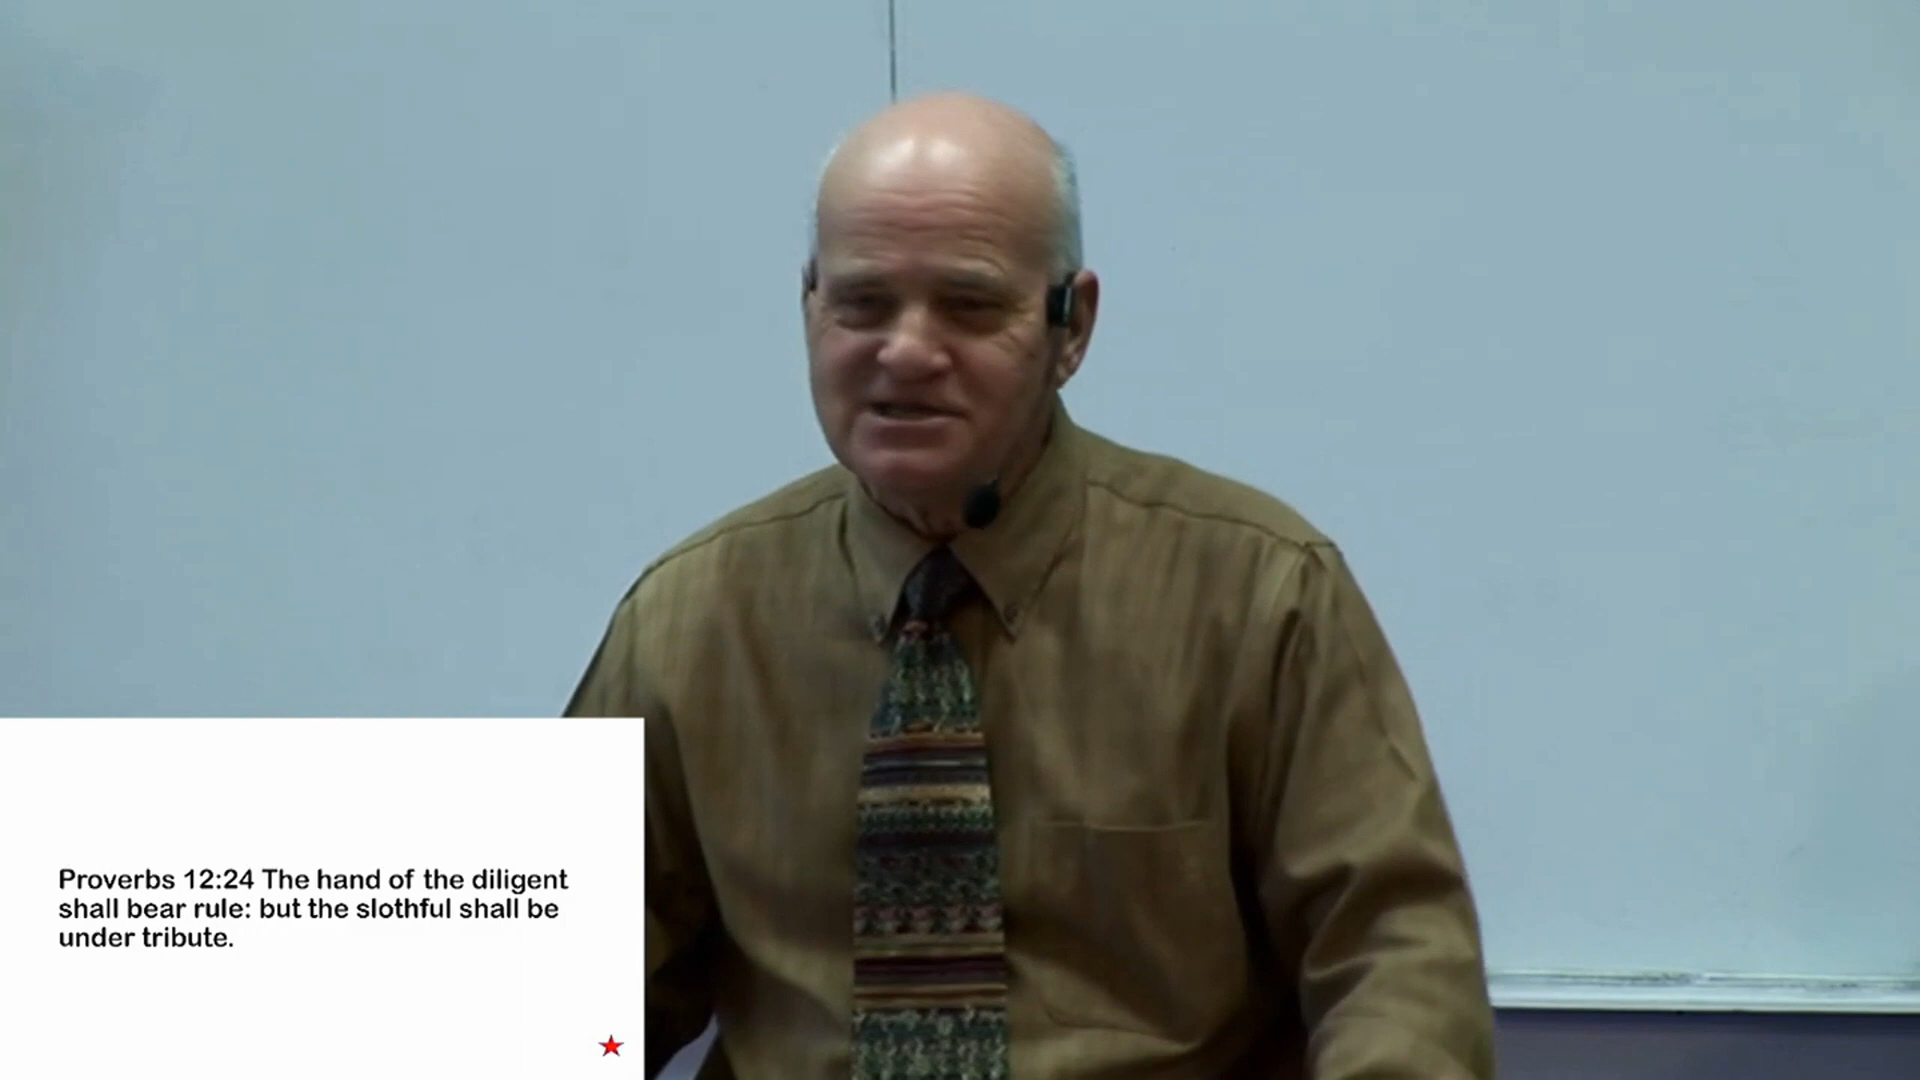 Proverbs 12:24 The hand of the diligent
shall bear rule: but the slothful shall be
under tribute.